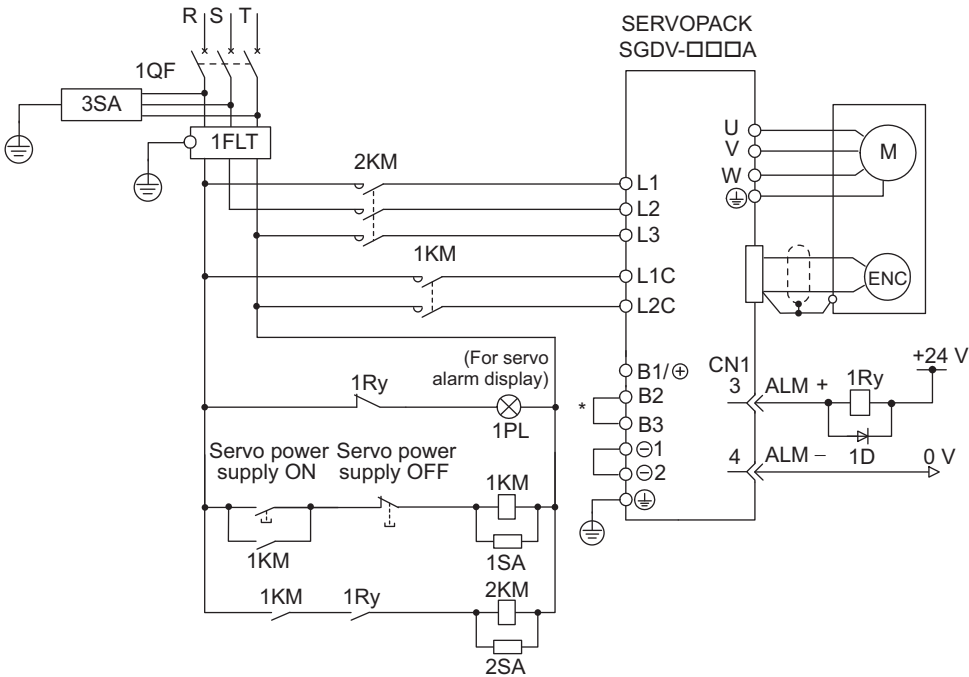 R S T
SERVOPACK
SGDV-□□□A
1QF
3SA
1FLT
U
V
W
M
2KM
L1
L2
L3
1KM
L1C
L2C
ENC
(For servo
alarm display)
1Ry
1PL
B1/⊕
* B2
B3
⊖1
⊖2
CN1
3 ALM +
1Ry
+24 V
1D
4 ALM −
0 V
Servo power
supply ON
Servo power
supply OFF
1KM
1KM
1SA
1KM
1Ry
2KM
2SA